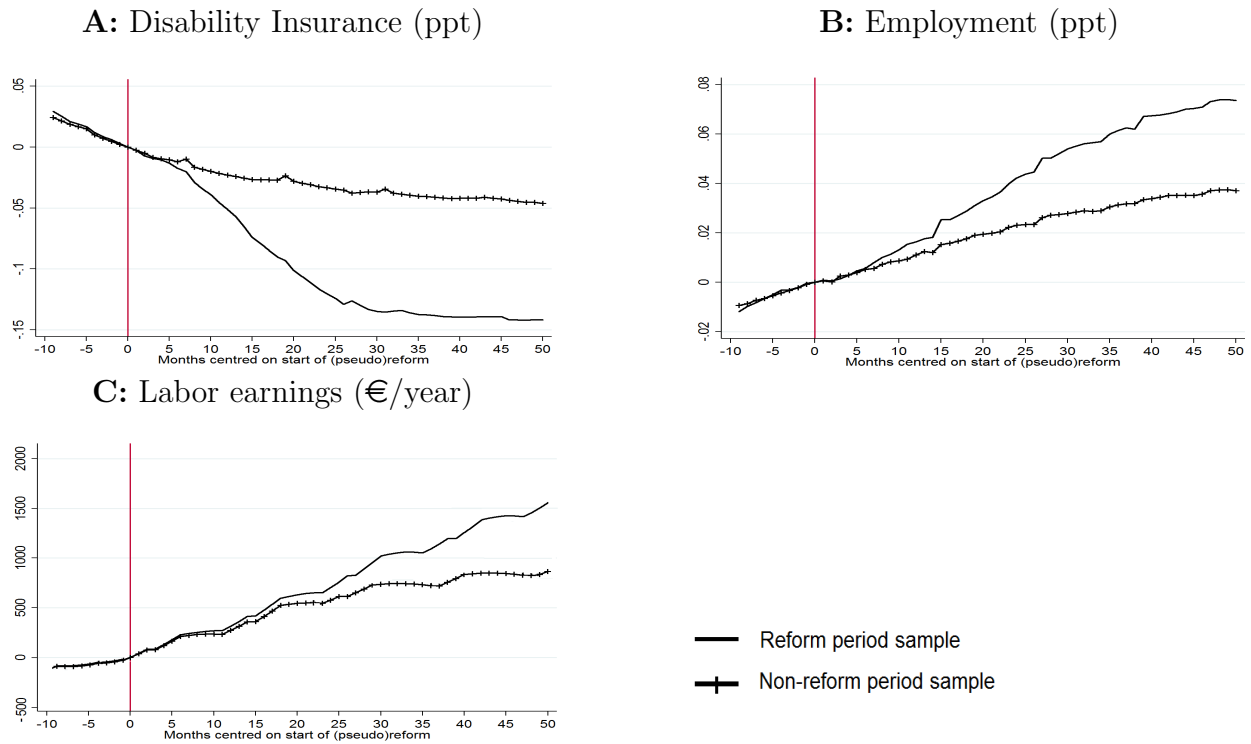 A: Disability Insurance (ppt)
.05
0
-.05
-.1
-.15
-10 -5 0 5 10 15 20 25 30 35 40 45 50
Months centred on start of (pseudo)reform
B: Employment (ppt)
.08
.06
.04
.02
0
-.02
-10 -5 0 5 10 15 20 25 30 35 40 45 50
Months centred on start of (pseudo)reform
C: Labor earnings (€/year)
2000
1500
1000
500
0
-500
-10 -5 0 5 10 15 20 25 30 35 40 45 50
Months centred on start of (pseudo)reform
Reform period sample
Non-reform period sample